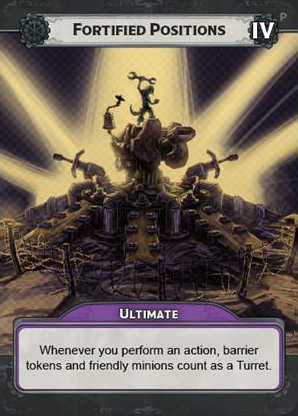 Fortified Positions
IV
P
Ultimate
Whenever you perform an action, barrier
tokens and friendly minions count as a Turret.